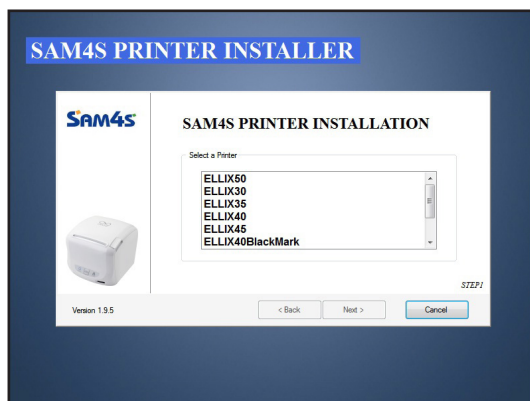 SAM4S PRINTER INSTALLER
SAM4S
SAM4S PRINTER INSTALLATION
Select a Printer
ELLIX50
ELLIX30
ELLIX35
ELLIX40
ELLIX45
ELLIX40BlackMark
STEP1
Version 1.9.5
< Back
Next >
Cancel